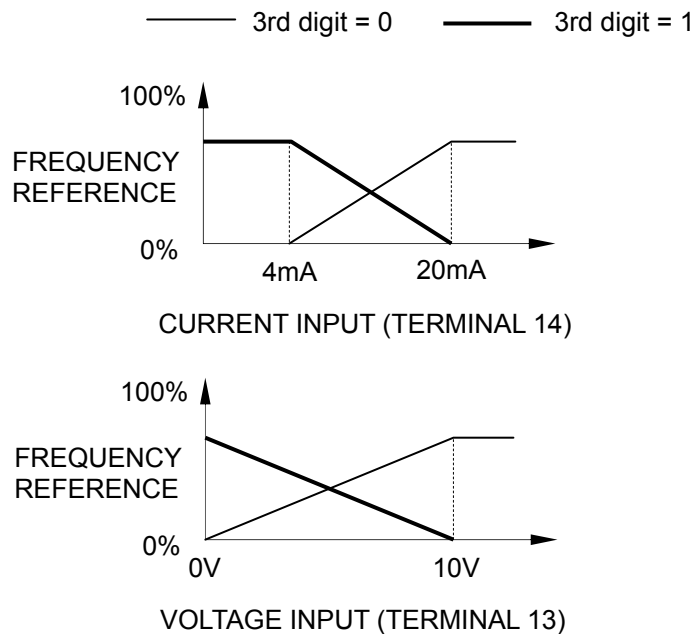 3rd digit = 0 3rd digit = 1
100%
FREQUENCY
REFERENCE
0%
4mA 20mA
CURRENT INPUT (TERMINAL 14)
100%
FREQUENCY
REFERENCE
0%
0V 10V
VOLTAGE INPUT (TERMINAL 13)